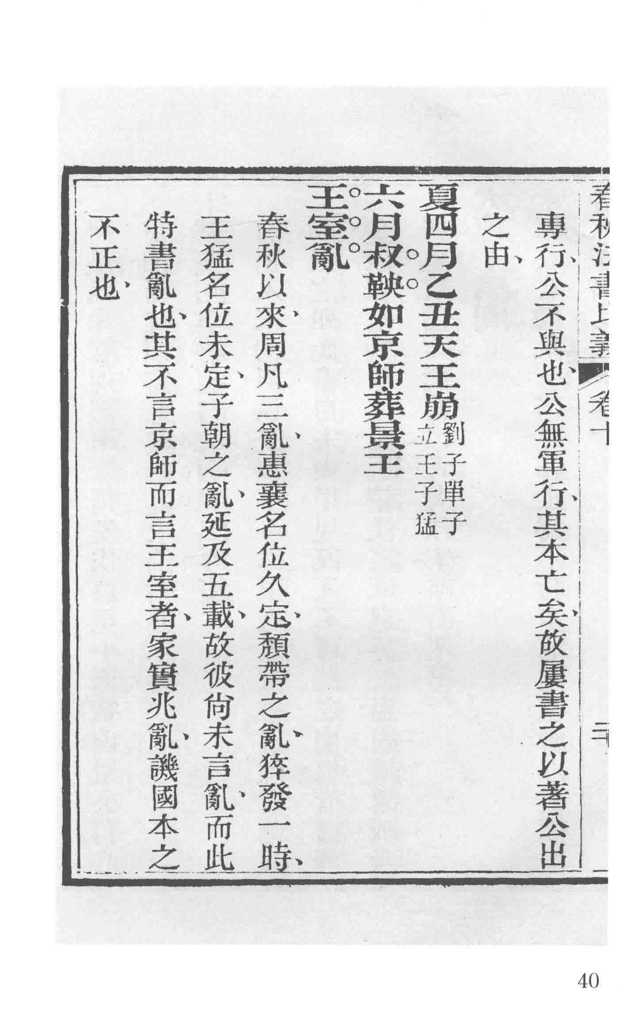 春秋
卷十
專行、公不與也、公無軍行、其本亡矣、故屢書之以著公出
之由、
夏四月乙丑天王崩劉子單子立王子猛
六月叔鞅如京師葬景王
王室亂
春秋以來、周凡三亂、惠襄名位久定、頹帶之亂、猝發一時、
王猛名位未定、子朝之亂、延及五載、故彼尙未言亂、而此
特書亂也、其不言京師而言王室者、家實兆亂、譏國本之
不正也、
40